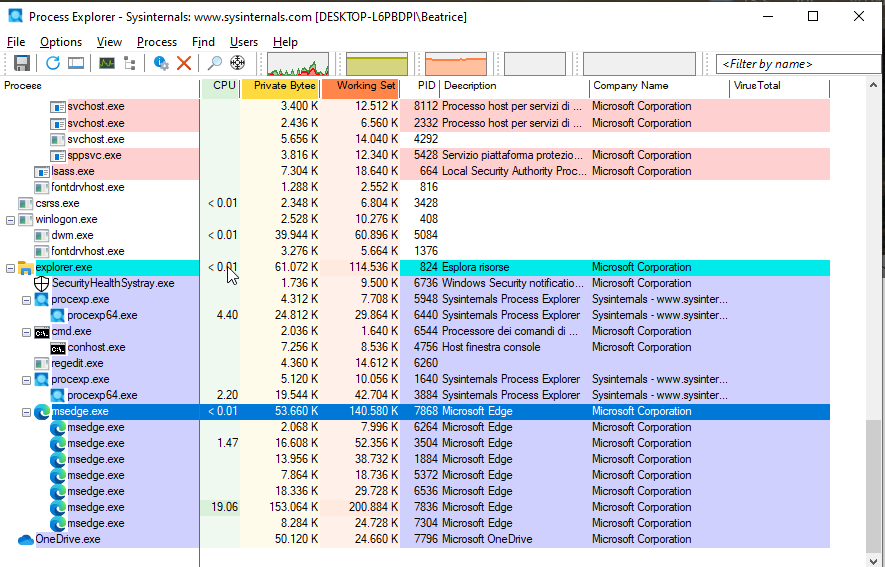 Process Explorer - Sysinternals: www.sysinternals.com [DESKTOP-L6PBDPI\Beatrice]
File Options View Process Find Users Help
<Filter by name>
Process CPU Private Bytes Working Set PID Description Company Name VirusTotal
svchost.exe 3.400 K 12.512 K 8112 Processo host per servizi di ... Microsoft Corporation
svchost.exe 2.436 K 6.560 K 2332 Processo host per servizi di ... Microsoft Corporation
svchost.exe 5.656 K 14.040 K 4292
sppsvc.exe 3.816 K 12.340 K 5428 Servizio piattaforma protezio... Microsoft Corporation
lsass.exe 7.304 K 18.640 K 664 Local Security Authority Proc... Microsoft Corporation
fontdrvhost.exe 1.288 K 2.552 K 816
csrss.exe < 0.01 2.348 K 6.804 K 3428
winlogon.exe 2.528 K 10.276 K 408
dwm.exe < 0.01 39.944 K 60.896 K 5084
fontdrvhost.exe 3.276 K 5.664 K 1376
explorer.exe < 0.01 61.072 K 114.536 K 824 Esplora risorse Microsoft Corporation
SecurityHealthSystray.exe 1.736 K 9.500 K 6736 Windows Security notificatio... Microsoft Corporation
procexp.exe 4.312 K 7.708 K 5948 Sysinternals Process Explorer Sysinternals - www.sysinter...
procexp64.exe 4.40 24.812 K 29.864 K 6440 Sysinternals Process Explorer Sysinternals - www.sysinter...
cmd.exe 2.036 K 1.640 K 6544 Processore dei comandi di ... Microsoft Corporation
conhost.exe 7.256 K 8.536 K 4756 Host finestra console Microsoft Corporation
regedit.exe 4.360 K 14.612 K 6260
procexp.exe 5.120 K 10.056 K 1640 Sysinternals Process Explorer Sysinternals - www.sysinter...
procexp64.exe 2.20 19.544 K 42.704 K 3884 Sysinternals Process Explorer Sysinternals - www.sysinter...
msedge.exe < 0.01 53.660 K 140.580 K 7868 Microsoft Edge Microsoft Corporation
msedge.exe 2.068 K 7.996 K 6264 Microsoft Edge Microsoft Corporation
msedge.exe 1.47 16.608 K 52.356 K 3504 Microsoft Edge Microsoft Corporation
msedge.exe 13.956 K 38.732 K 1884 Microsoft Edge Microsoft Corporation
msedge.exe 7.864 K 18.736 K 5372 Microsoft Edge Microsoft Corporation
msedge.exe 18.336 K 29.728 K 6536 Microsoft Edge Microsoft Corporation
msedge.exe 19.06 153.064 K 200.884 K 7836 Microsoft Edge Microsoft Corporation
msedge.exe 8.284 K 24.728 K 7304 Microsoft Edge Microsoft Corporation
OneDrive.exe 50.120 K 24.660 K 7796 Microsoft OneDrive Microsoft Corporation